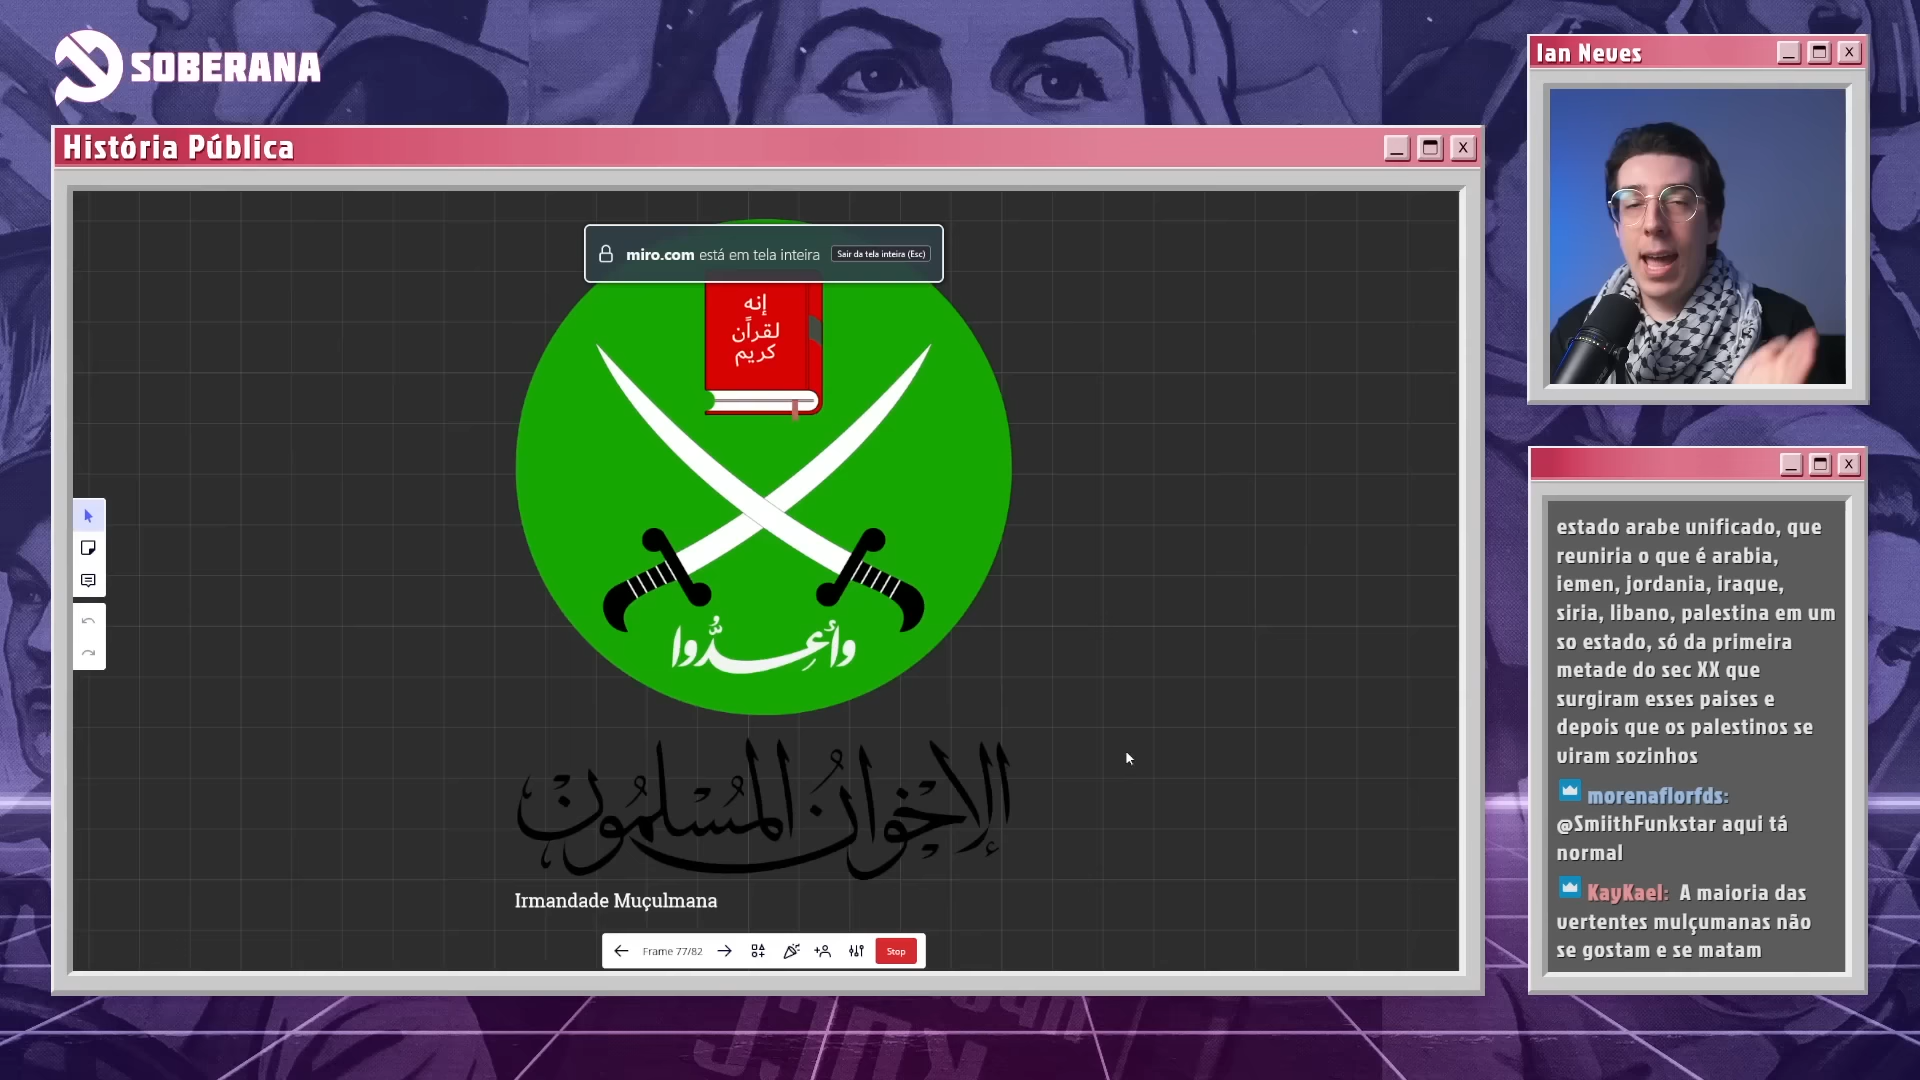 SOBERANA
História Pública
miro.com está em tela inteira Sair da tela inteira (Esc)
إنه
لقرآن
كريم
وأعدُّوا
الإخوان المسلمون
Irmandade Muçulmana
Frame 77/82
Stop
Ian Neves
estado arabe unificado, que
reuniria o que é arabia,
iemen, jordania, iraque,
siria, libano, palestina em um
so estado, só da primeira
metade do sec XX que
surgiram esses paises e
depois que os palestinos se
viram sozinhos
morenaflorfds:
@SmiithFunkstar aqui tá
normal
KayKael: A maioria das
vertentes mulçumanas não
se gostam e se matam